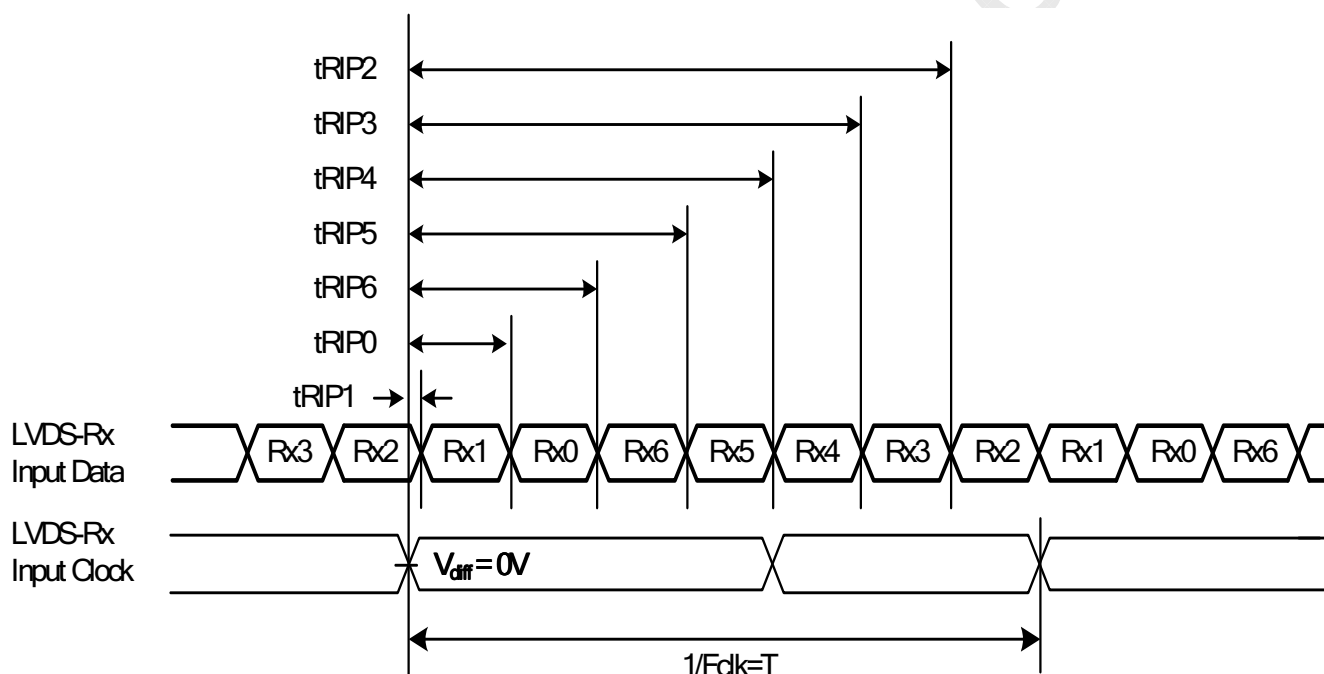 tRIP2
tRIP3
tRIP4
tRIP5
tRIP6
tRIP0
tRIP1
LVDS-Rx
Input Data
Rx3 Rx2 Rx1 Rx0 Rx6 Rx5 Rx4 Rx3 Rx2 Rx1 Rx0 Rx6
LVDS-Rx
Input Clock
Vdiff = 0V
1/Fclk=T